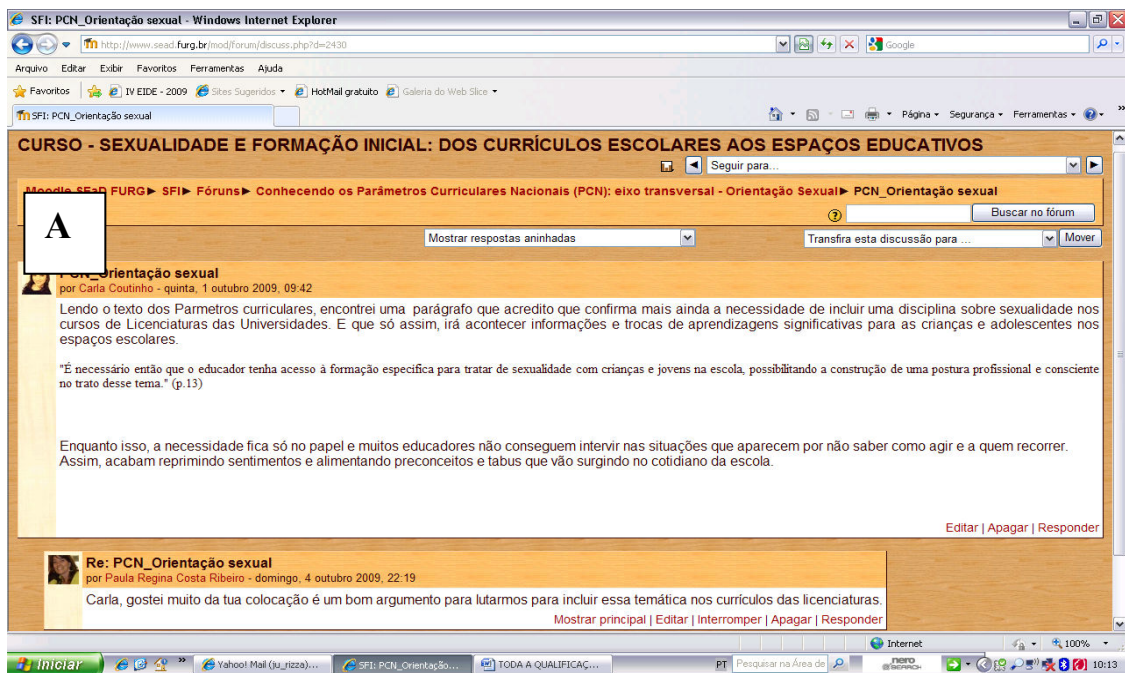 SFI: PCN_Orientação sexual - Windows Internet Explorer
http://www.sead.furg.br/mod/forum/discuss.php?d=2430
Google
Arquivo Editar Exibir Favoritos Ferramentas Ajuda
Favoritos IV EIDE - 2009 Sites Sugeridos HotMail gratuito Galeria do Web Slice
SFI: PCN_Orientação sexual Página Segurança Ferramentas
CURSO - SEXUALIDADE E FORMAÇÃO INICIAL: DOS CURRÍCULOS ESCOLARES AOS ESPAÇOS EDUCATIVOS
Seguir para...
Moodle SEaD FURG► SFI► Fóruns► Conhecendo os Parâmetros Curriculares Nacionais (PCN): eixo transversal - Orientação Sexual► PCN_Orientação sexual
Buscar no fórum
A
Mostrar respostas aninhadas Transfira esta discussão para ... Mover
PCN_Orientação sexual
por Carla Coutinho - quinta, 1 outubro 2009, 09:42
Lendo o texto dos Parmetros curriculares, encontrei uma parágrafo que acredito que confirma mais ainda a necessidade de incluir uma disciplina sobre sexualidade nos
cursos de Licenciaturas das Universidades. E que só assim, irá acontecer informações e trocas de aprendizagens significativas para as crianças e adolescentes nos
espaços escolares.
"É necessário então que o educador tenha acesso à formação específica para tratar de sexualidade com crianças e jovens na escola, possibilitando a construção de uma postura profissional e consciente
no trato desse tema." (p.13)
Enquanto isso, a necessidade fica só no papel e muitos educadores não conseguem intervir nas situações que aparecem por não saber como agir e a quem recorrer.
Assim, acabam reprimindo sentimentos e alimentando preconceitos e tabus que vão surgindo no cotidiano da escola.
Editar | Apagar | Responder
Re: PCN_Orientação sexual
por Paula Regina Costa Ribeiro - domingo, 4 outubro 2009, 22:19
Carla, gostei muito da tua colocação é um bom argumento para lutarmos para incluir essa temática nos currículos das licenciaturas.
Mostrar principal | Editar | Interromper | Apagar | Responder
Internet 100%
Iniciar Yahoo! Mail (ju_rizza)... SFI: PCN_Orientação... TODA A QUALIFICAÇ... PT Pesquisar na Área de nero SEARCH 10:13